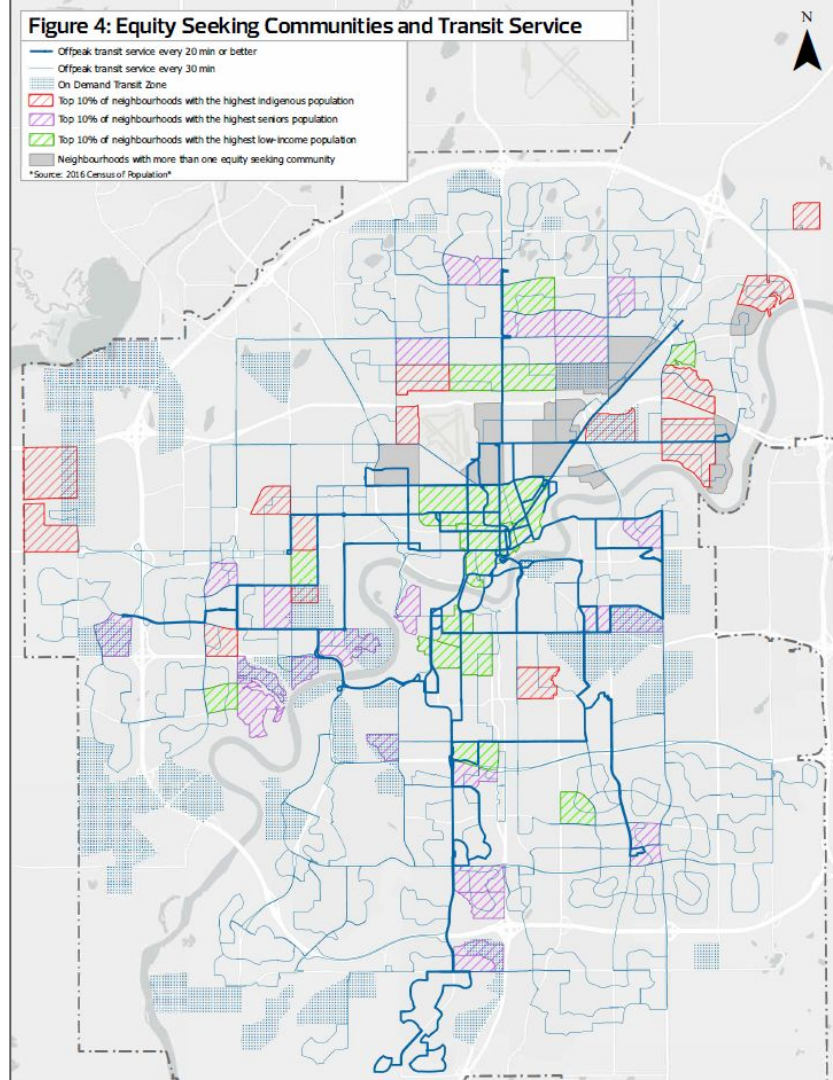 Figure 4: Equity Seeking Communities and Transit Service
Offpeak transit service every 20 min or better
Offpeak transit service every 30 min
On Demand Transit Zone
Top 10% of neighbourhoods with the highest indigenous population
Top 10% of neighbourhoods with the highest seniors population
Top 10% of neighbourhoods with the highest low-income population
Neighbourhoods with more than one equity seeking community
*Source: 2016 Census of Population*
N